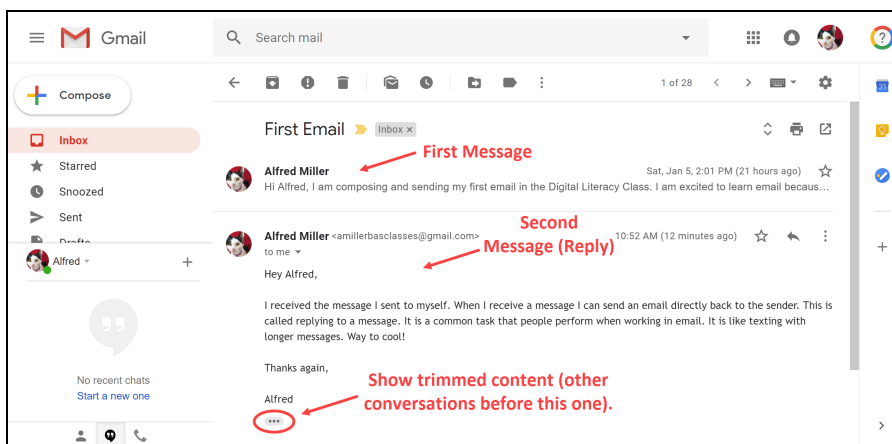 Gmail
Search mail
Compose
1 of 28
31
Inbox
Starred
Snoozed
Sent
Drafts
Alfred
No recent chats
Start a new one
First Email
Inbox ×
First Message
Alfred Miller
Sat, Jan 5, 2:01 PM (21 hours ago)
Hi Alfred, I am composing and sending my first email in the Digital Literacy Class. I am excited to learn email becaus...
Second
Message (Reply)
Alfred Miller <amillerbasclasses@gmail.com>
10:52 AM (12 minutes ago)
to me
Hey Alfred,
I received the message I sent to myself. When I receive a message I can send an email directly back to the sender. This is
called replying to a message. It is a common task that people perform when working in email. It is like texting with
longer messages. Way to cool!
Thanks again,
Show trimmed content (other
conversations before this one).
Alfred